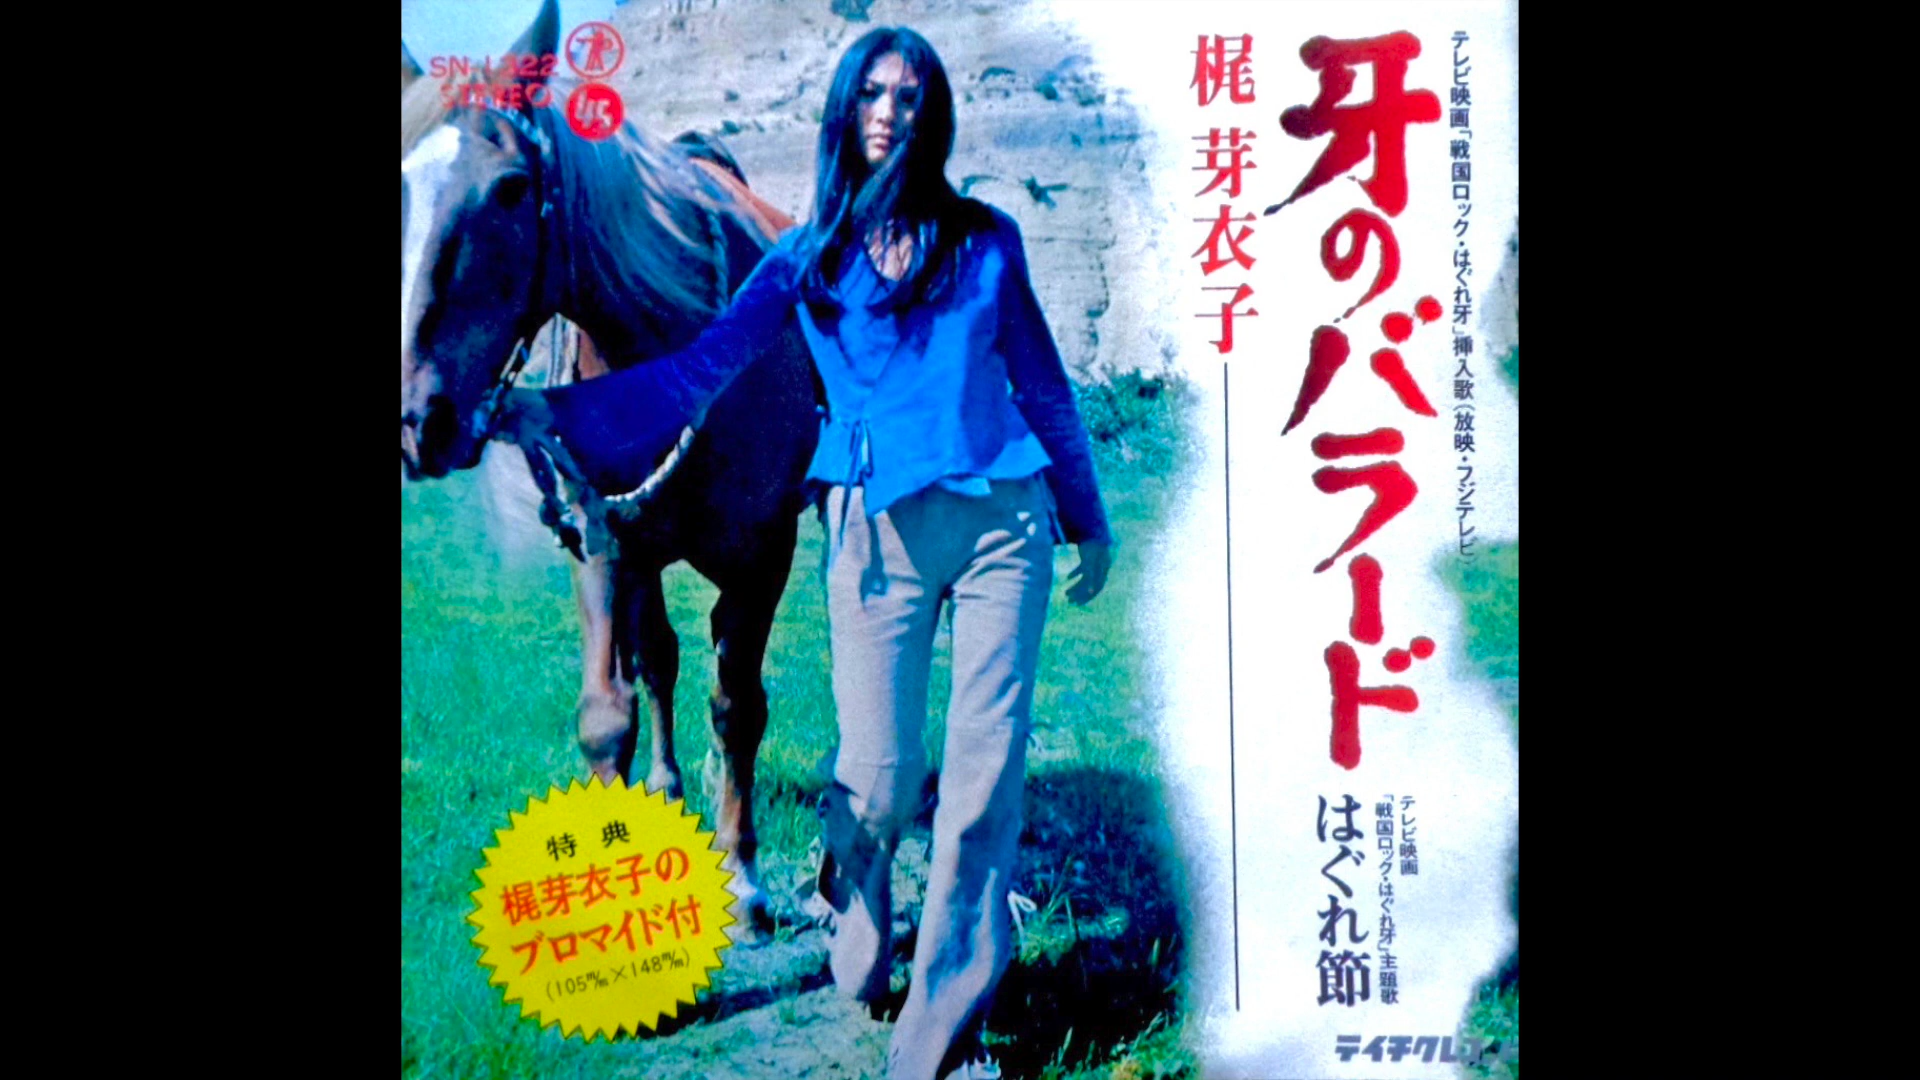 テレビ映画「戦国ロック・はぐれ牙」挿入歌(放映・フジテレビ)
牙のバラード
梶芽衣子
テレビ映画
「戦国ロック・はぐれ牙」主題歌
はぐれ節
SN-1322
STEREO
45
特典
梶芽衣子の
ブロマイド付
(105m/m×148m/m)
テイチクレコード